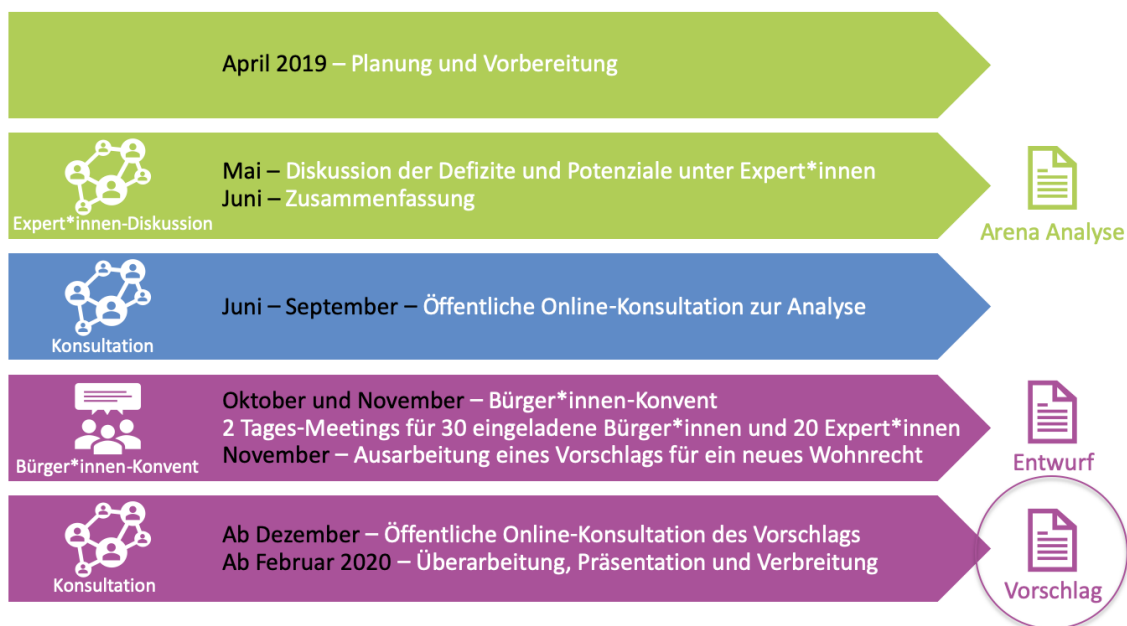 April 2019 – Planung und Vorbereitung
Mai – Diskussion der Defizite und Potenziale unter Expert*innen
Juni – Zusammenfassung
Expert*innen-Diskussion
Arena Analyse
Juni – September – Öffentliche Online-Konsultation zur Analyse
Konsultation
Oktober und November – Bürger*innen-Konvent
2 Tages-Meetings für 30 eingeladene Bürger*innen und 20 Expert*innen
November – Ausarbeitung eines Vorschlags für ein neues Wohnrecht
Bürger*innen-Konvent
Entwurf
Ab Dezember – Öffentliche Online-Konsultation des Vorschlags
Ab Februar 2020 – Überarbeitung, Präsentation und Verbreitung
Konsultation
Vorschlag